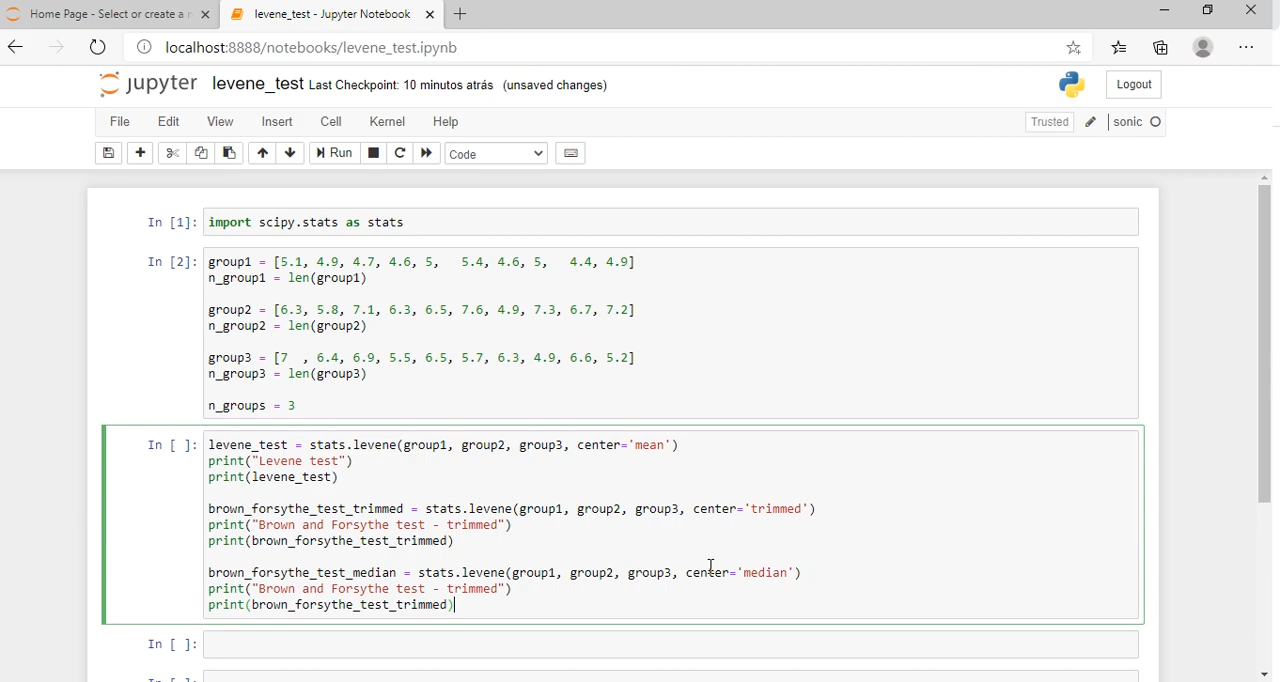 Home Page - Select or create a n
levene_test - Jupyter Notebook
localhost:8888/notebooks/levene_test.ipynb
jupyter levene_test Last Checkpoint: 10 minutos atrás (unsaved changes) Logout
File Edit View Insert Cell Kernel Help Trusted sonic
Run Code
In [1]: import scipy.stats as stats
In [2]: group1 = [5.1, 4.9, 4.7, 4.6, 5,   5.4, 4.6, 5,   4.4, 4.9]
n_group1 = len(group1)
group2 = [6.3, 5.8, 7.1, 6.3, 6.5, 7.6, 4.9, 7.3, 6.7, 7.2]
n_group2 = len(group2)
group3 = [7  , 6.4, 6.9, 5.5, 6.5, 5.7, 6.3, 4.9, 6.6, 5.2]
n_group3 = len(group3)
n_groups = 3
In [ ]: levene_test = stats.levene(group1, group2, group3, center='mean')
print("Levene test")
print(levene_test)
brown_forsythe_test_trimmed = stats.levene(group1, group2, group3, center='trimmed')
print("Brown and Forsythe test - trimmed")
print(brown_forsythe_test_trimmed)
brown_forsythe_test_median = stats.levene(group1, group2, group3, center='median')
print("Brown and Forsythe test - trimmed")
print(brown_forsythe_test_trimmed)
In [ ]: